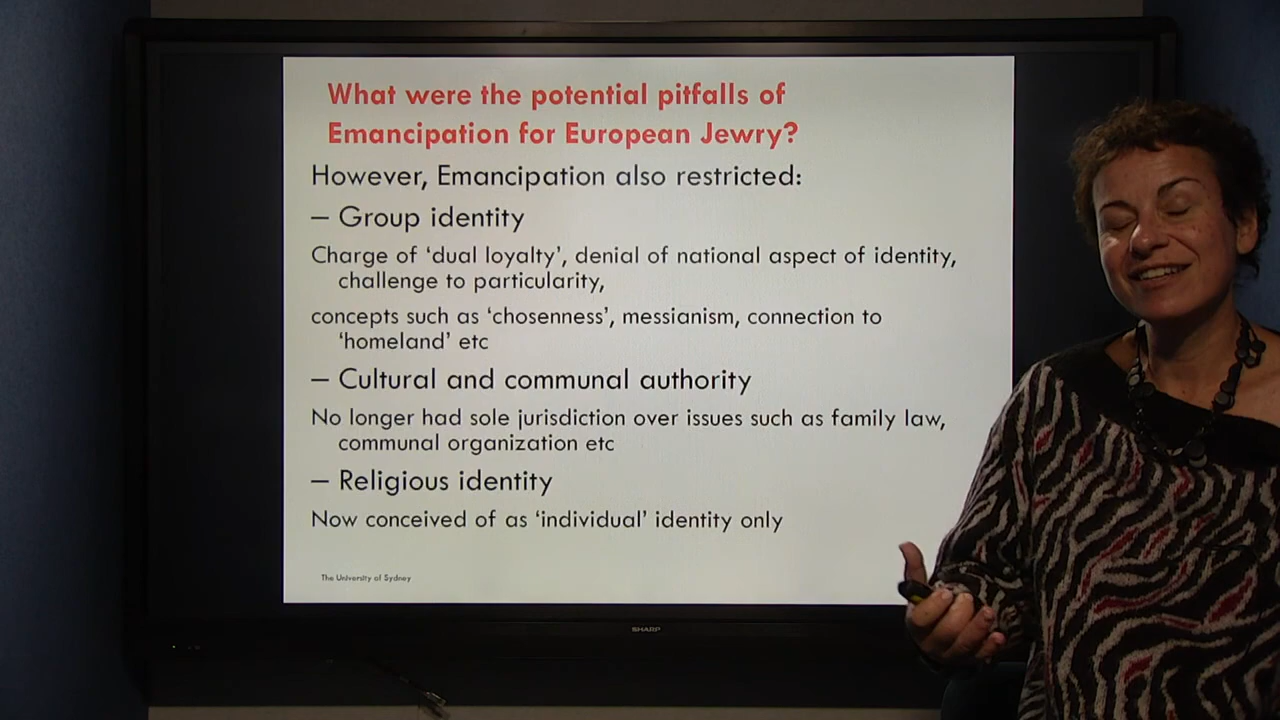 What were the potential pitfalls of
Emancipation for European Jewry?
However, Emancipation also restricted:
– Group identity
Charge of ‘dual loyalty’, denial of national aspect of identity,
challenge to particularity,
concepts such as ‘chosenness’, messianism, connection to
‘homeland’ etc
– Cultural and communal authority
No longer had sole jurisdiction over issues such as family law,
communal organization etc
– Religious identity
Now conceived of as ‘individual’ identity only
The University of Sydney
SHARP